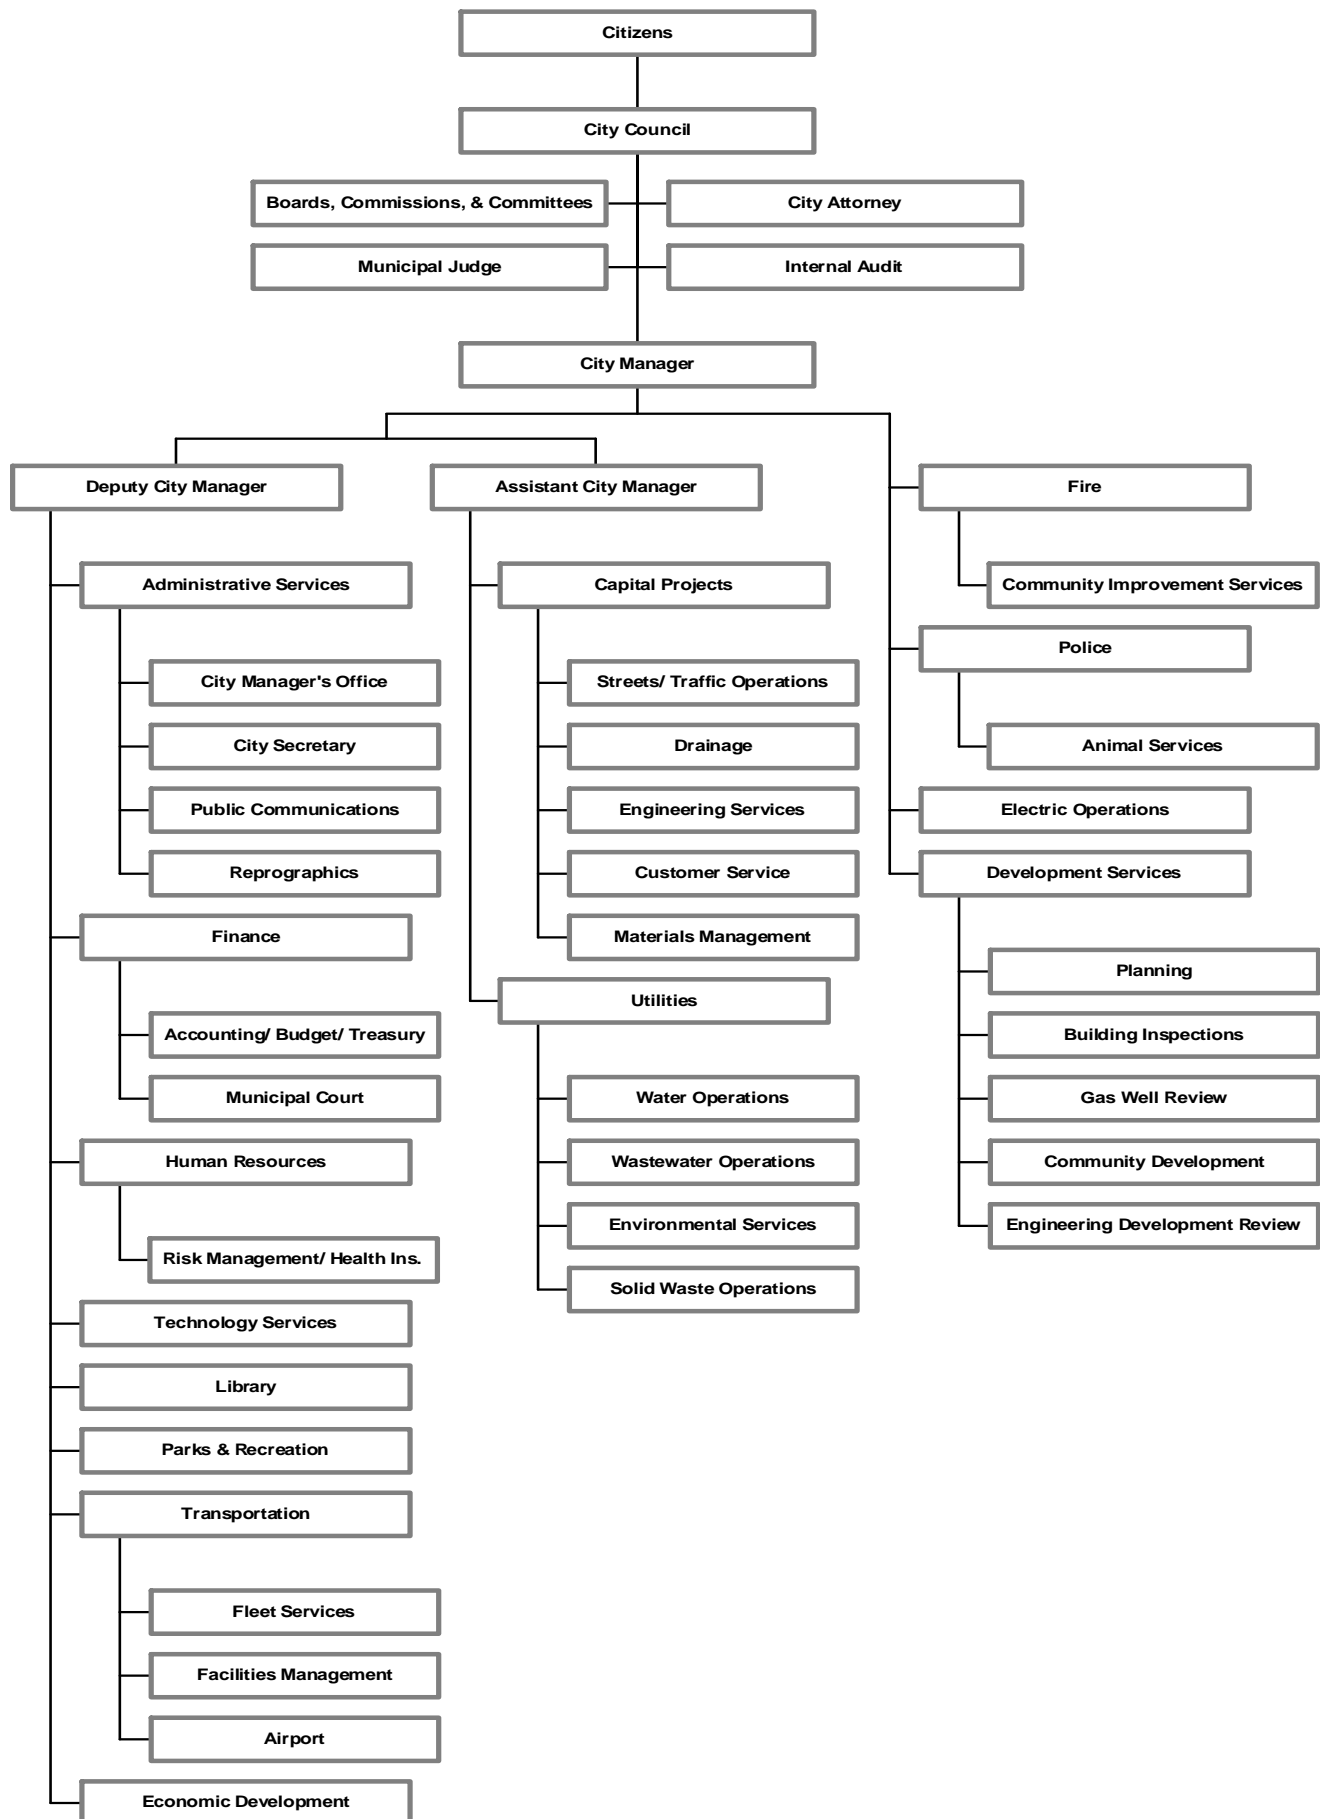 Citizens
City Council
Boards, Commissions, & Committees
City Attorney
Municipal Judge
Internal Audit
City Manager
Deputy City Manager
Administrative Services
City Manager's Office
City Secretary
Public Communications
Reprographics
Finance
Accounting/ Budget/ Treasury
Municipal Court
Human Resources
Risk Management/ Health Ins.
Technology Services
Library
Parks & Recreation
Transportation
Fleet Services
Facilities Management
Airport
Economic Development
Assistant City Manager
Capital Projects
Streets/ Traffic Operations
Drainage
Engineering Services
Customer Service
Materials Management
Utilities
Water Operations
Wastewater Operations
Environmental Services
Solid Waste Operations
Fire
Community Improvement Services
Police
Animal Services
Electric Operations
Development Services
Planning
Building Inspections
Gas Well Review
Community Development
Engineering Development Review